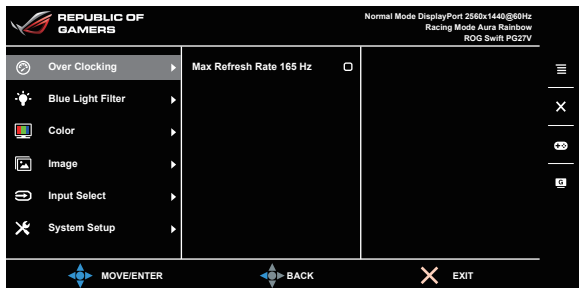 REPUBLIC OF
GAMERS
Normal Mode DisplayPort 2560x1440@60Hz
Racing Mode Aura Rainbow
ROG Swift PG27V
Over Clocking
Max Refresh Rate 165 Hz
Blue Light Filter
Color
Image
Input Select
System Setup
G
MOVE/ENTER
BACK
EXIT